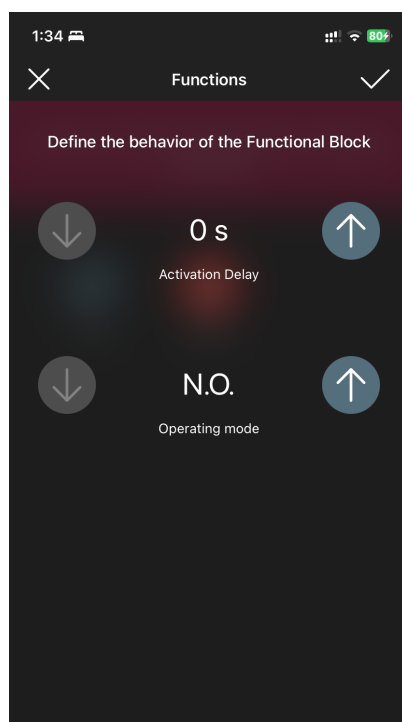 1:34
80
Functions
Define the behavior of the Functional Block
0 s
Activation Delay
N.O.
Operating mode